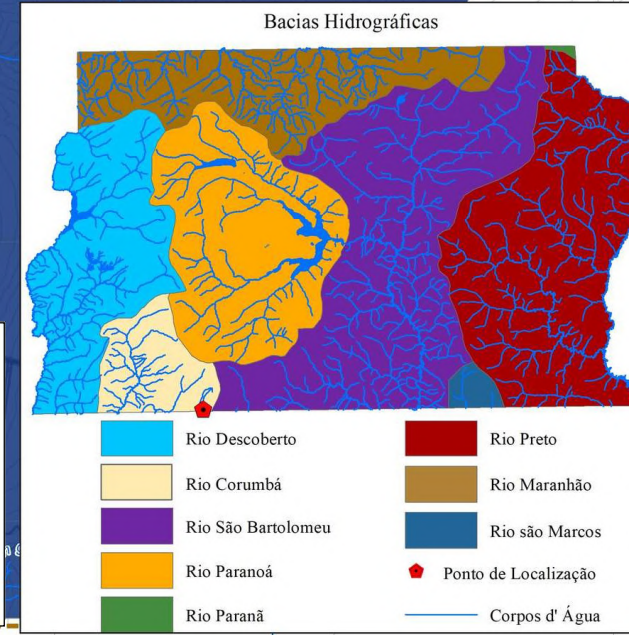 Bacias Hidrográficas
Rio Descoberto
Rio Corumbá
Rio São Bartolomeu
Rio Paranoá
Rio Paranã
Rio Preto
Rio Maranhão
Rio são Marcos
Ponto de Localização
Corpos d' Água